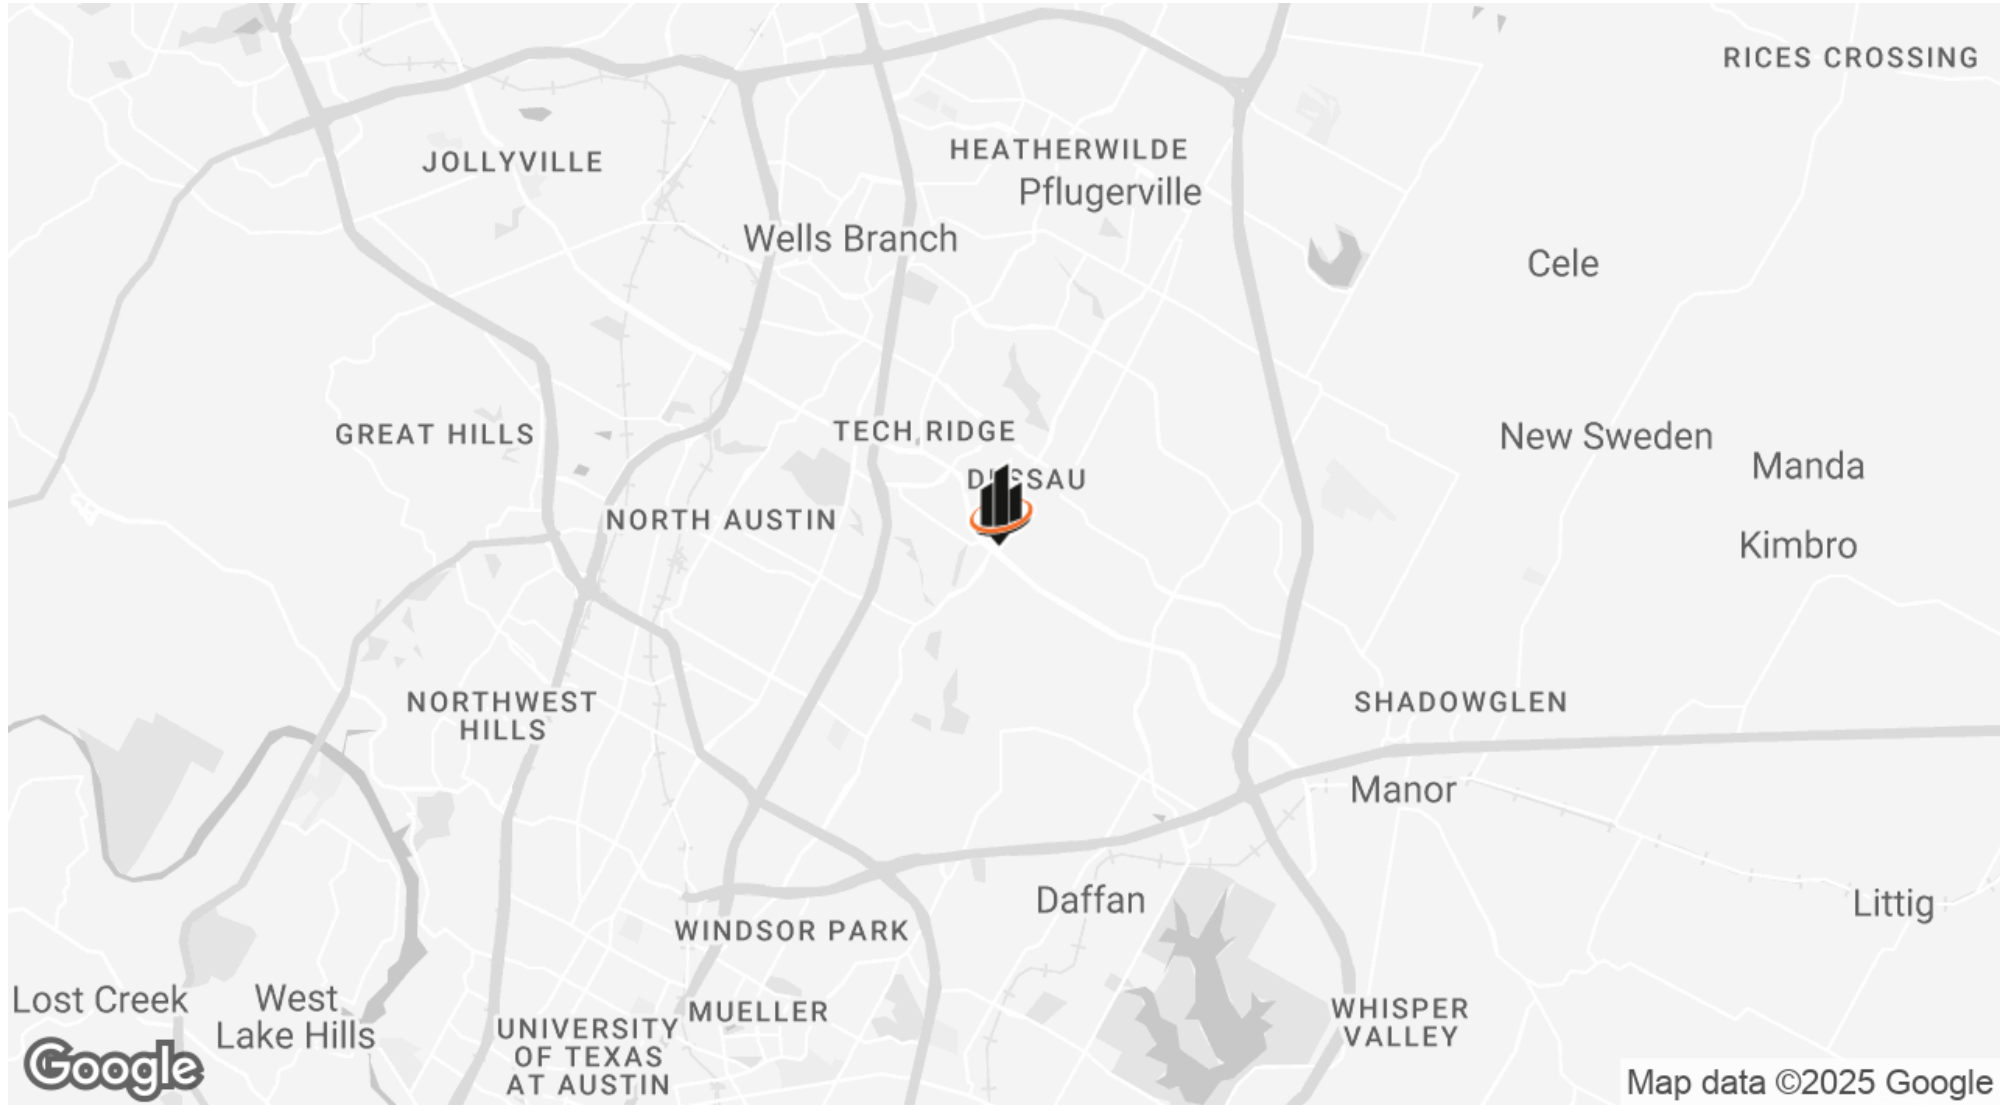 RICES CROSSING
HEATHERWILDE
JOLLYVILLE
Pflugerville
Wells Branch
Cele
TECH RIDGE
GREAT HILLS
New Sweden
Manda
DESSAU
NORTH AUSTIN
Kimbro
NORTHWEST
HILLS
SHADOWGLEN
Manor
Daffan
Littig
WINDSOR PARK
Lost Creek
West
Lake Hills
MUELLER
WHISPER
VALLEY
UNIVERSITY
OF TEXAS
AT AUSTIN
Google
Map data ©2025 Google